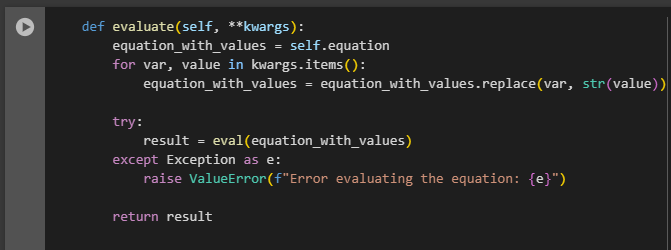 def evaluate(self, **kwargs):
    equation_with_values = self.equation
    for var, value in kwargs.items():
        equation_with_values = equation_with_values.replace(var, str(value))
    try:
        result = eval(equation_with_values)
    except Exception as e:
        raise ValueError(f"Error evaluating the equation: {e}")
    return result